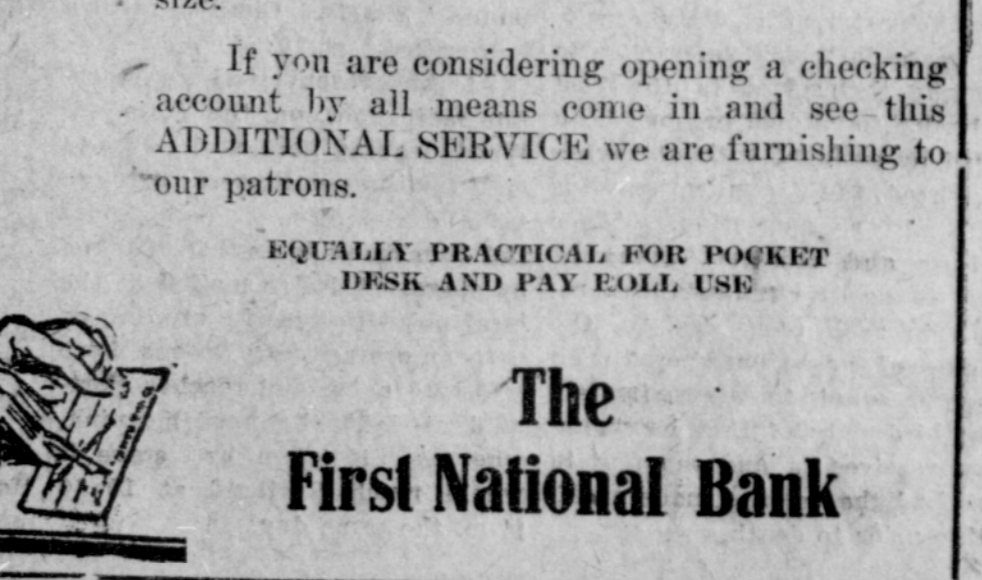 size.
If you are considering opening a checking
account by all means come in and see this
ADDITIONAL SERVICE we are furnishing to
our patrons.
EQUALLY PRACTICAL FOR POCKET
DESK AND PAY ROLL USE
The
First National Bank